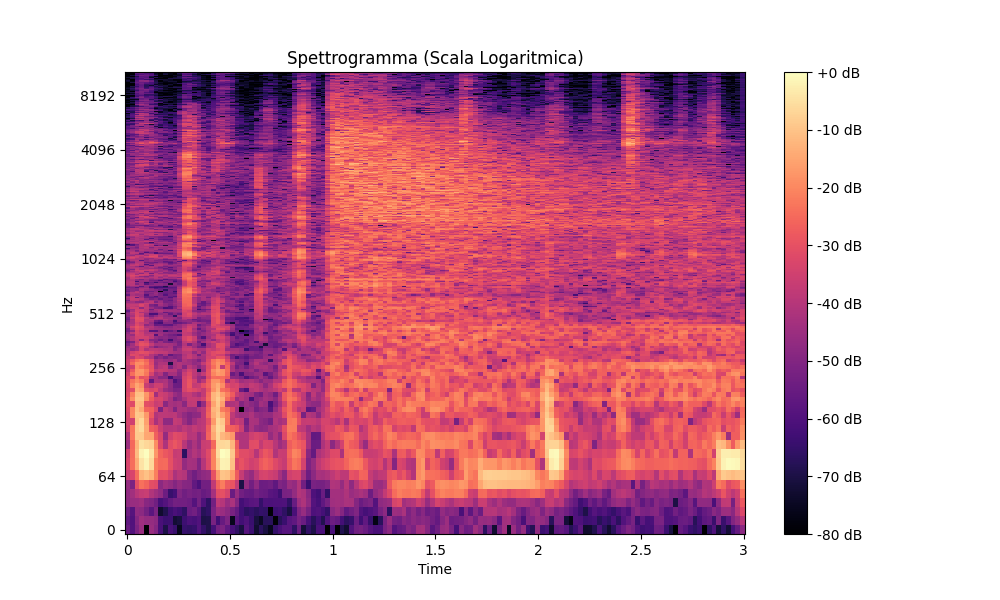 Spettrogramma (Scala Logaritmica)
Hz
8192
4096
2048
1024
512
256
128
64
0
0
0.5
1
1.5
2
2.5
3
Time
+0 dB
-10 dB
-20 dB
-30 dB
-40 dB
-50 dB
-60 dB
-70 dB
-80 dB